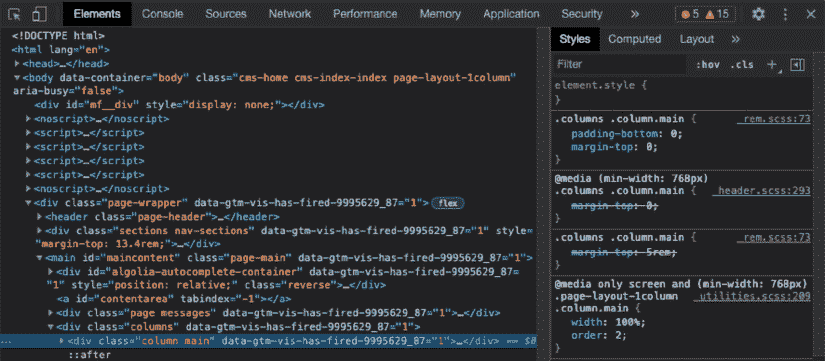 Elements Console Sources Network Performance Memory Application Security » 5 15
<!DOCTYPE html>
<html lang="en">
<head>…</head>
<body data-container="body" class="cms-home cms-index-index page-layout-1column"
aria-busy="false">
<div id="mf__div" style="display: none;"></div>
<noscript>…</noscript>
<script>…</script>
<script>…</script>
<script>…</script>
<noscript>…</noscript>
<noscript>…</noscript>
<div class="page-wrapper" data-gtm-vis-has-fired-9995629_87="1"> flex
<header class="page-header">…</header>
<div class="sections nav-sections" data-gtm-vis-has-fired-9995629_87="1" style=
"margin-top: 13.4rem;">…</div>
<main id="maincontent" class="page-main" data-gtm-vis-has-fired-9995629_87="1">
<div id="algolia-autocomplete-container" data-gtm-vis-has-fired-9995629_87=
"1" style="position: relative;" class="reverse">…</div>
<a id="contentarea" tabindex="-1"></a>
<div class="page messages" data-gtm-vis-has-fired-9995629_87="1">…</div>
<div class="columns" data-gtm-vis-has-fired-9995629_87="1">
… <div class="column main" data-gtm-vis-has-fired-9995629_87="1">…</div> == $0
::after
Styles Computed Layout »
Filter :hov .cls +
element.style {
}
.columns .column.main { _rem.scss:73
padding-bottom: 0;
margin-top: 0;
}
@media (min-width: 768px)
.columns .column.main { _header.scss:293
margin-top: 0;
}
.columns .column.main { _rem.scss:73
margin-top: 5rem;
}
@media only screen and (min-width: 768px)
.page-layout-1column _utilities.scss:209
.column.main {
width: 100%;
order: 2;
}